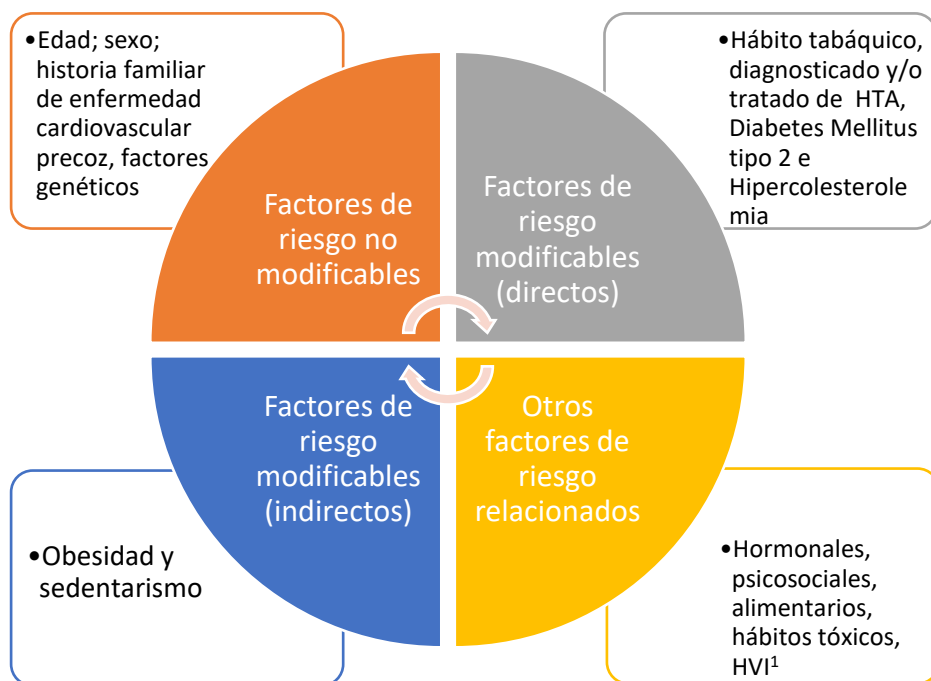 •Edad; sexo;
historia familiar
de enfermedad
cardiovascular
precoz, factores
genéticos
•Hábito tabáquico,
diagnosticado y/o
tratado de HTA,
Diabetes Mellitus
tipo 2 e
Hipercolesterole
mia
Factores de
riesgo no
modificables
Factores de
riesgo
modificables
(directos)
Factores de
riesgo
modificables
(indirectos)
Otros
factores de
riesgo
relacionados
•Obesidad y
sedentarismo
•Hormonales,
psicosociales,
alimentarios,
hábitos tóxicos,
HVI¹